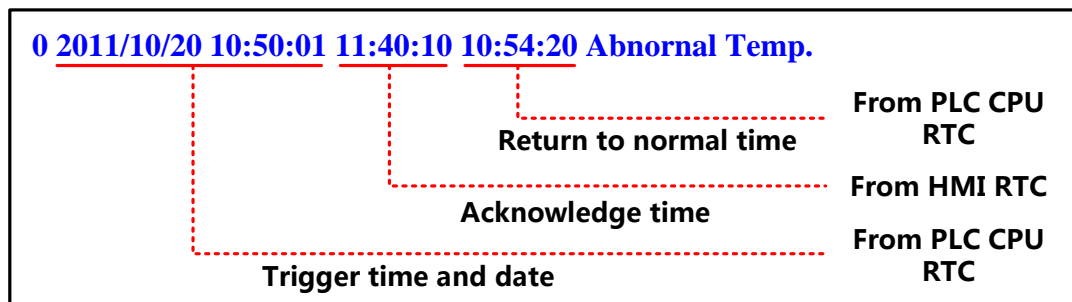 0 2011/10/20 10:50:01 11:40:10 10:54:20 Abnornal Temp.
From PLC CPU
RTC
Return to normal time
From HMI RTC
Acknowledge time
From PLC CPU
RTC
Trigger time and date